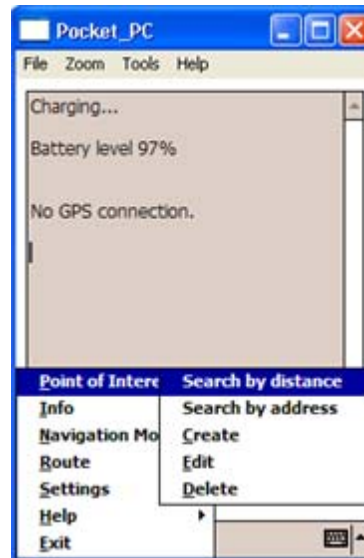 Pocket_PC
File Zoom Tools Help
Charging...
Battery level 97%
No GPS connection.
Point of Intere
Info
Navigation Mo
Route
Settings
Help
Exit
Search by distance
Search by address
Create
Edit
Delete